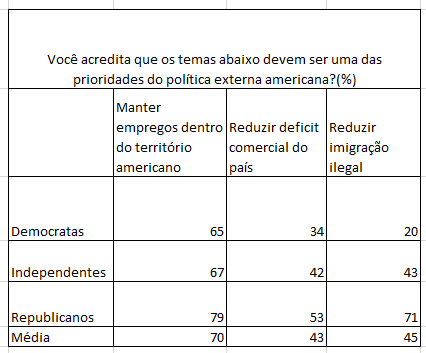 Você acredita que os temas abaixo devem ser uma das
prioridades do política externa americana?(%)
Manter
empregos dentro
do território
americano
Reduzir deficit
comercial do
país
Reduzir
imigração
ilegal
Democratas 65 34 20
Independentes 67 42 43
Republicanos 79 53 71
Média 70 43 45